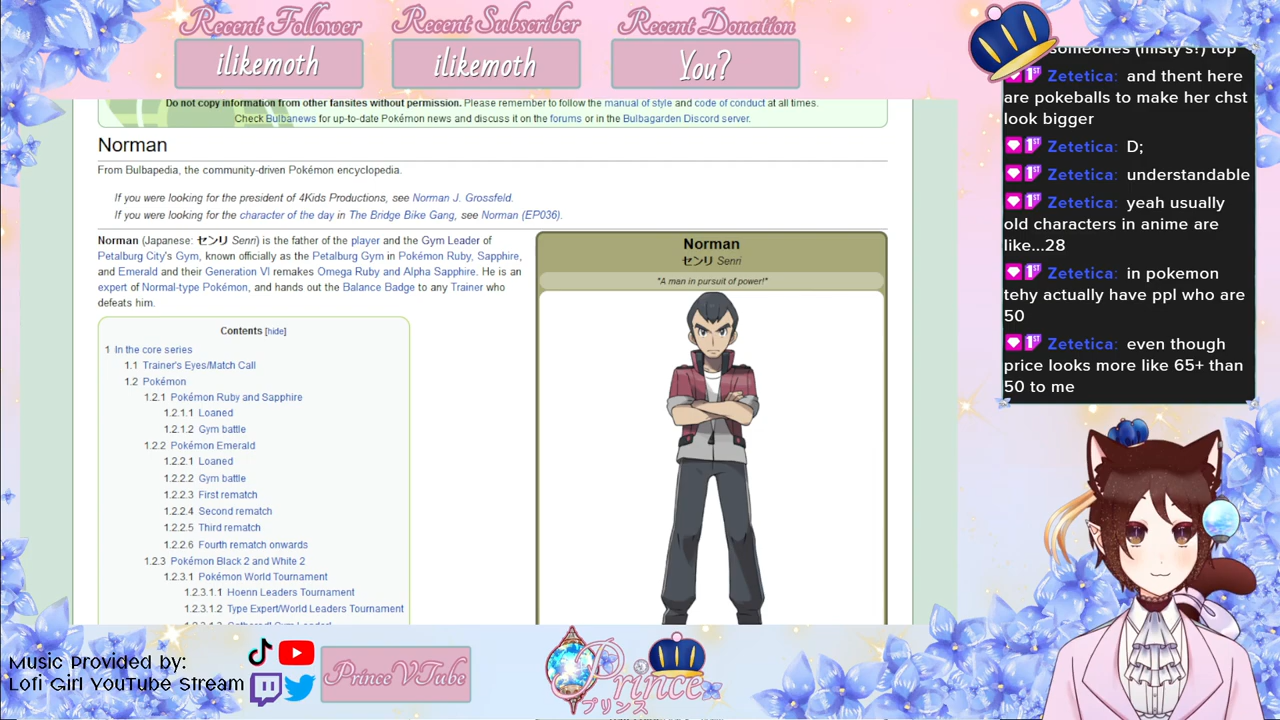 Recent Follower
ilikemoth
Recent Subscriber
ilikemoth
Recent Donation
You?
Do not copy information from other fansites without permission. Please remember to follow the manual of style and code of conduct at all times.
Check Bulbanews for up-to-date Pokémon news and discuss it on the forums or in the Bulbagarden Discord server.
Norman
From Bulbapedia, the community-driven Pokémon encyclopedia.
If you were looking for the president of 4Kids Productions, see Norman J. Grossfeld.
If you were looking for the character of the day in The Bridge Bike Gang, see Norman (EP036).
Norman (Japanese: センリ Senri) is the father of the player and the Gym Leader of
Petalburg City's Gym, known officially as the Petalburg Gym in Pokémon Ruby, Sapphire,
and Emerald and their Generation VI remakes Omega Ruby and Alpha Sapphire. He is an
expert of Normal-type Pokémon, and hands out the Balance Badge to any Trainer who
defeats him.
Contents [hide]
1 In the core series
1.1 Trainer's Eyes/Match Call
1.2 Pokémon
1.2.1 Pokémon Ruby and Sapphire
1.2.1.1 Loaned
1.2.1.2 Gym battle
1.2.2 Pokémon Emerald
1.2.2.1 Loaned
1.2.2.2 Gym battle
1.2.2.3 First rematch
1.2.2.4 Second rematch
1.2.2.5 Third rematch
1.2.2.6 Fourth rematch onwards
1.2.3 Pokémon Black 2 and White 2
1.2.3.1 Pokémon World Tournament
1.2.3.1.1 Hoenn Leaders Tournament
1.2.3.1.2 Type Expert/World Leaders Tournament
Norman
センリ Senri
"A man in pursuit of power!"
someones (misty's?) top
Zetetica: and thent here
are pokeballs to make her chst
look bigger
Zetetica: D;
Zetetica: understandable
Zetetica: yeah usually
old characters in anime are
like...28
Zetetica: in pokemon
tehy actually have ppl who are
50
Zetetica: even though
price looks more like 65+ than
50 to me
Music Provided by:
Lofi Girl YouTube Stream
Prince VTube
Prince
プリンス